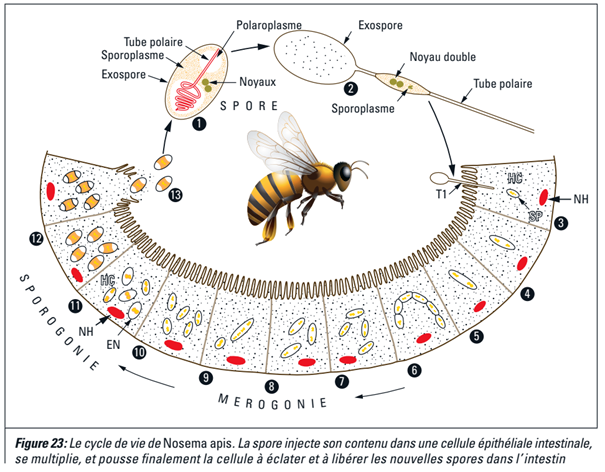 Polaroplasme
Tube polaire
Sporoplasme
Exospore
Noyaux
SPORE
1
Exospore
Noyau double
Sporoplasme
Tube polaire
2
13
T1
HC
SP
NH
3
4
5
6
7
8
9
10
11
12
HC
NH
EN
SPOROGONIE
MEROGONIE
Figure 23: Le cycle de vie de Nosema apis. La spore injecte son contenu dans une cellule épithéliale intestinale,
se multiplie, et pousse finalement la cellule à éclater et à libérer les nouvelles spores dans l'intestin